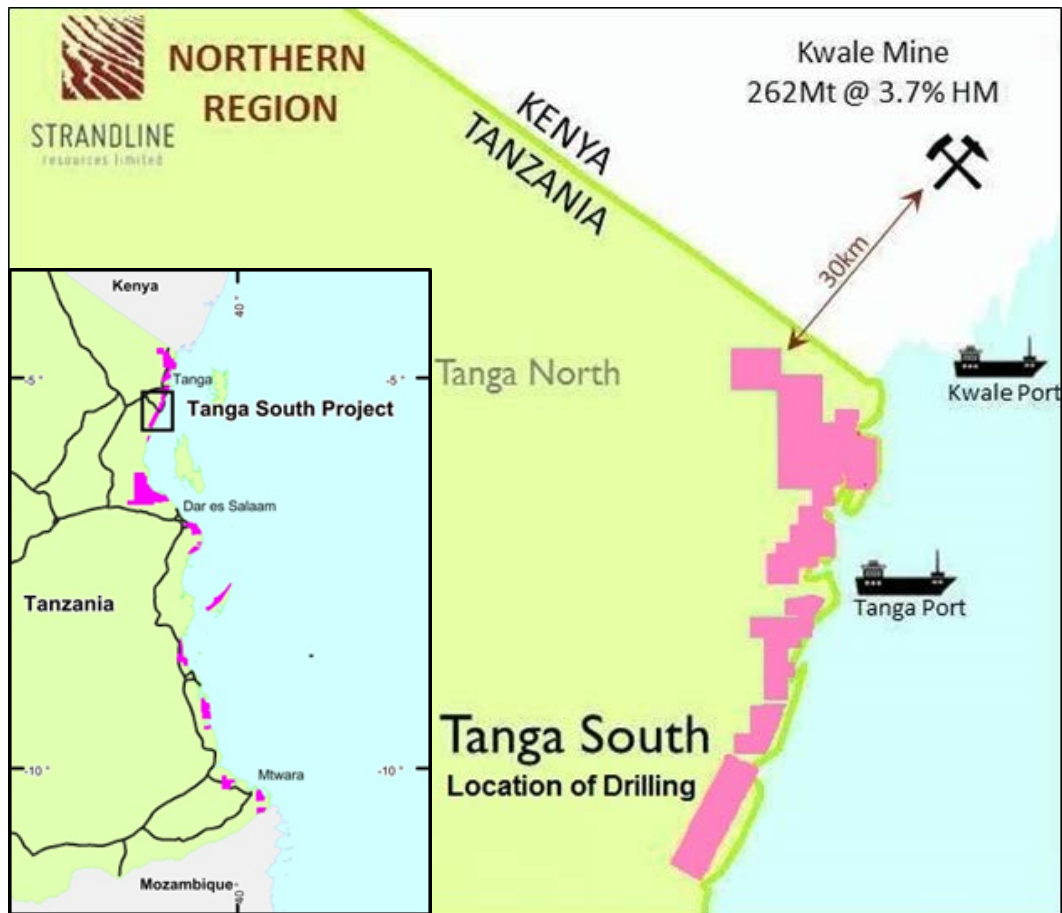 NORTHERN
REGION
STRANDLINE
resources limited
Kwale Mine
262Mt @ 3.7% HM
KENYA
TANZANIA
30km
Tanga North
Kwale Port
Tanga Port
Tanga South
Location of Drilling
Kenya
40°
-5°
-5°
Tanga
Tanga South Project
Dar es Salaam
Tanzania
-10°
-10°
Mtwara
Mozambique
40